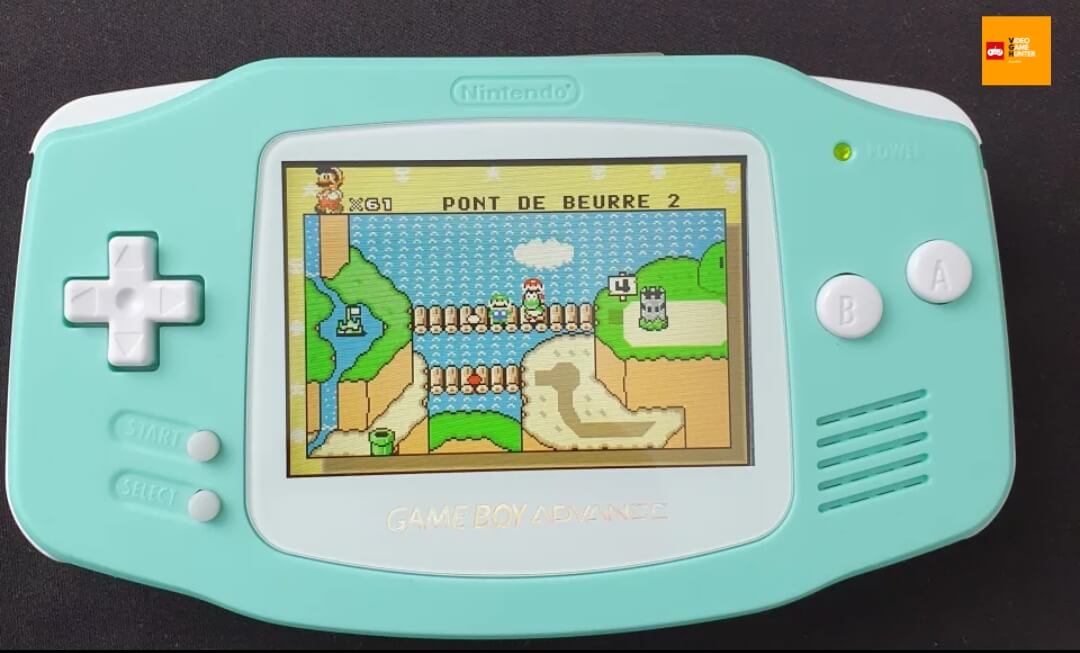 VIDEO
GAME
HUNTER
Nintendo
POWER
X61 PONT DE BEURRE 2
4
A
B
START
SELECT
GAME BOY ADVANCE